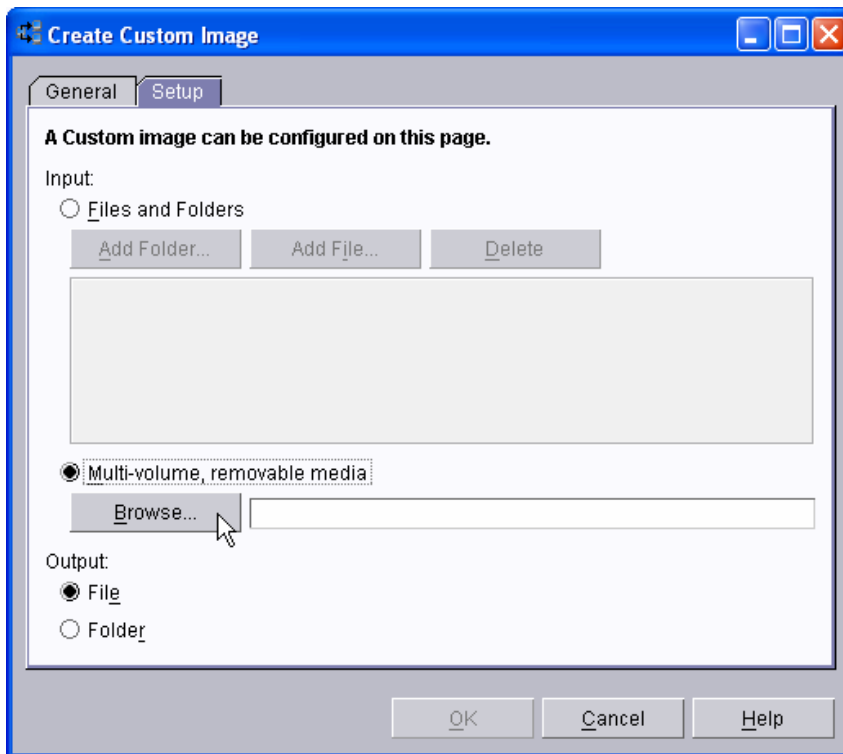 Create Custom Image
General Setup
A Custom image can be configured on this page.
Input:
Files and Folders
Add Folder... Add File... Delete
Multi-volume, removable media
Browse...
Output:
File
Folder
OK Cancel Help